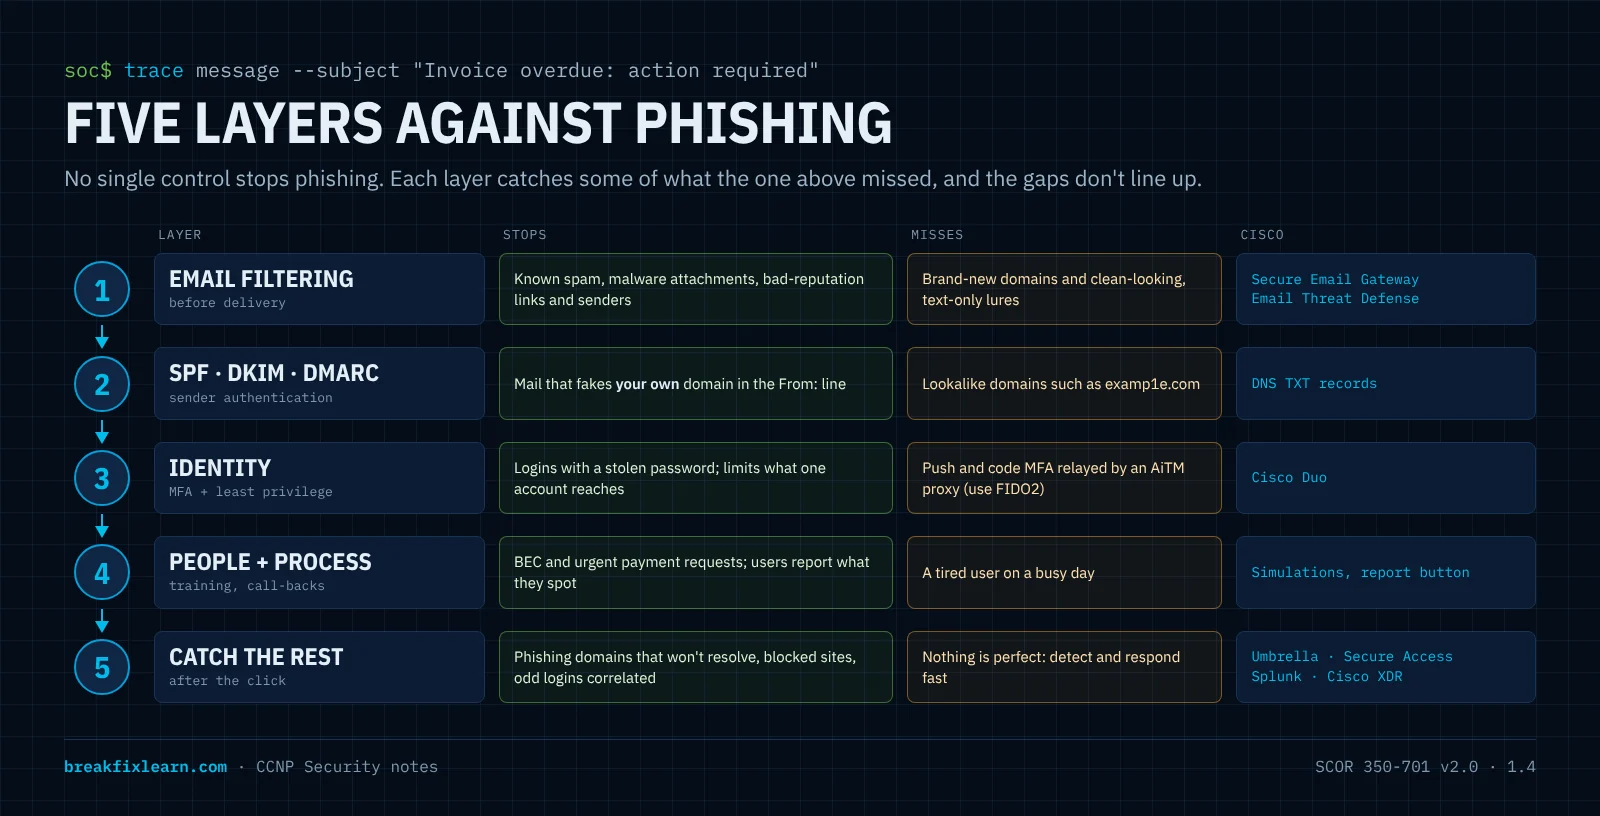 soc$ trace message --subject "Invoice overdue: action required"
FIVE LAYERS AGAINST PHISHING
No single control stops phishing. Each layer catches some of what the one above missed, and the gaps don't line up.
LAYER
STOPS
MISSES
CISCO
1
EMAIL FILTERING
before delivery
Known spam, malware attachments, bad-reputation
links and senders
Brand-new domains and clean-looking,
text-only lures
Secure Email Gateway
Email Threat Defense
2
SPF · DKIM · DMARC
sender authentication
Mail that fakes your own domain in the From: line
Lookalike domains such as examp1e.com
DNS TXT records
3
IDENTITY
MFA + least privilege
Logins with a stolen password; limits what one
account reaches
Push and code MFA relayed by an AiTM
proxy (use FIDO2)
Cisco Duo
4
PEOPLE + PROCESS
training, call-backs
BEC and urgent payment requests; users report what
they spot
A tired user on a busy day
Simulations, report button
5
CATCH THE REST
after the click
Phishing domains that won't resolve, blocked sites,
odd logins correlated
Nothing is perfect: detect and respond
fast
Umbrella · Secure Access
Splunk · Cisco XDR
breakfixlearn.com · CCNP Security notes
SCOR 350-701 v2.0 · 1.4